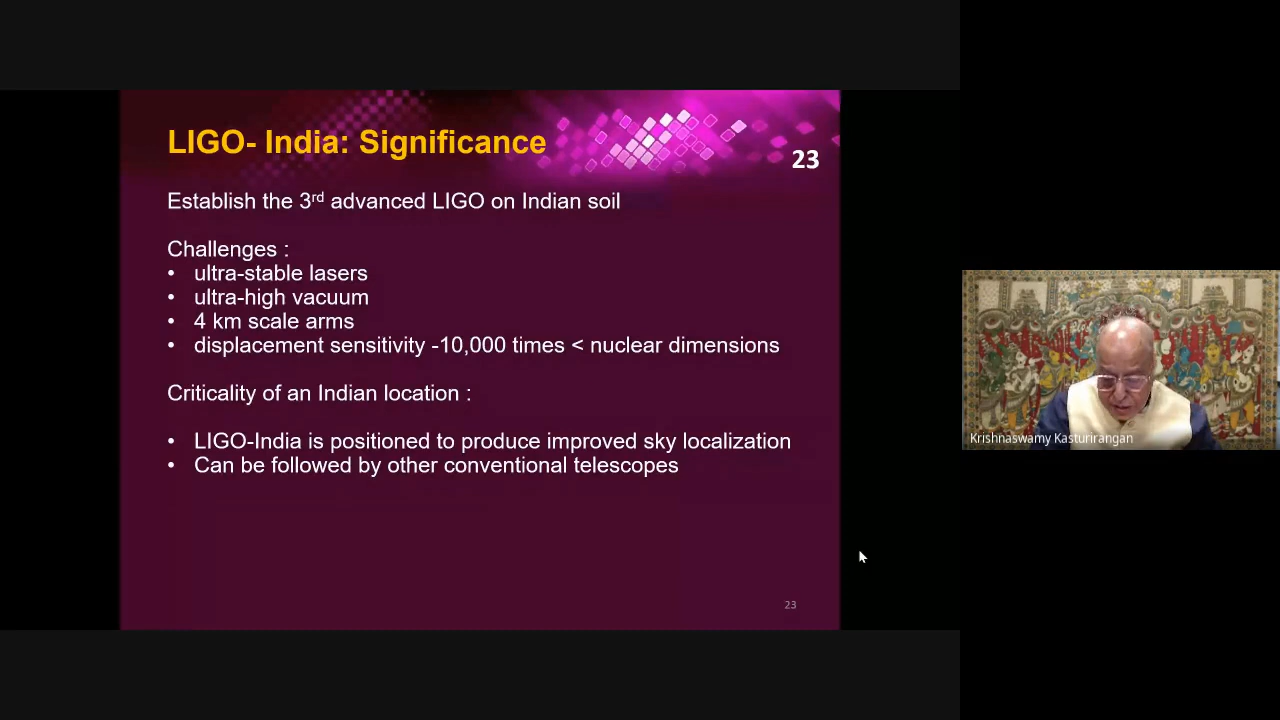 LIGO- India: Significance
23
Establish the 3rd advanced LIGO on Indian soil
Challenges :
• ultra-stable lasers
• ultra-high vacuum
• 4 km scale arms
• displacement sensitivity -10,000 times < nuclear dimensions
Criticality of an Indian location :
• LIGO-India is positioned to produce improved sky localization
• Can be followed by other conventional telescopes
23
Krishnaswamy Kasturirangan